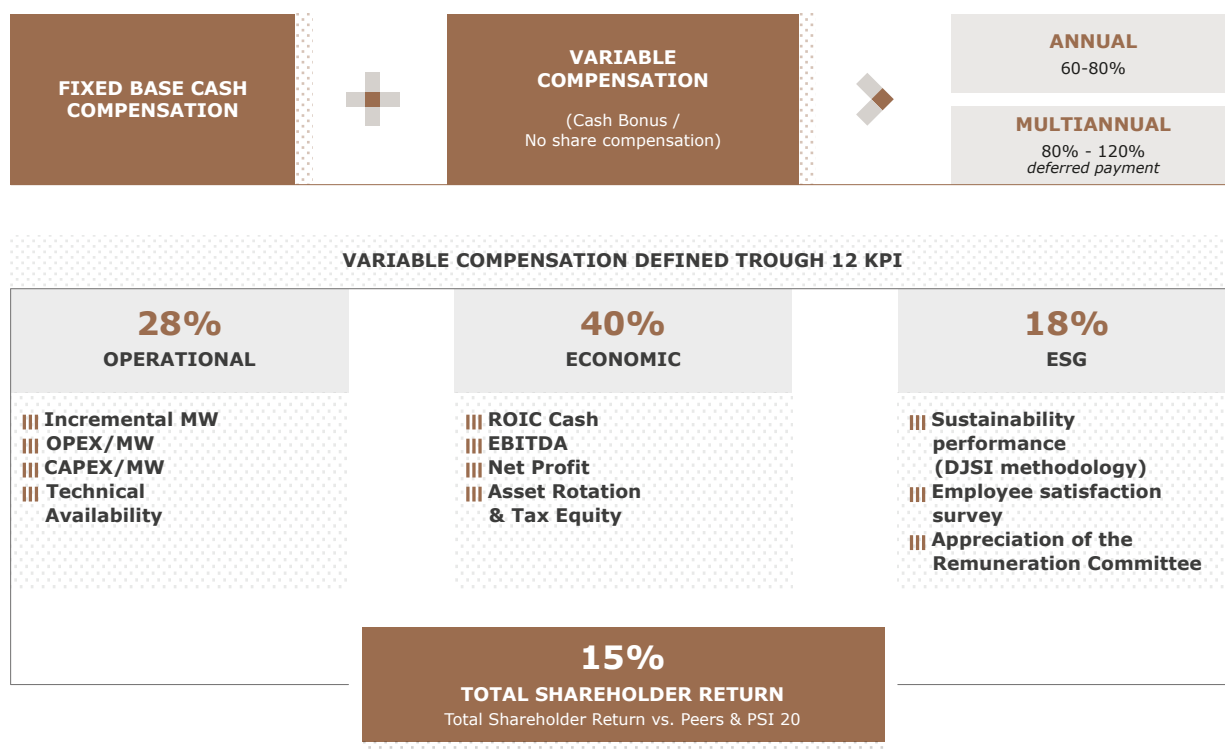 FIXED BASE CASH
COMPENSATION
VARIABLE
COMPENSATION
(Cash Bonus /
No share compensation)
ANNUAL
60-80%
MULTIANNUAL
80% - 120%
deferred payment
VARIABLE COMPENSATION DEFINED TROUGH 12 KPI
28%
OPERATIONAL
Incremental MW
OPEX/MW
CAPEX/MW
Technical
Availability
40%
ECONOMIC
ROIC Cash
EBITDA
Net Profit
Asset Rotation
& Tax Equity
18%
ESG
Sustainability
performance
(DJSI methodology)
Employee satisfaction
survey
Appreciation of the
Remuneration Committee
15%
TOTAL SHAREHOLDER RETURN
Total Shareholder Return vs. Peers & PSI 20